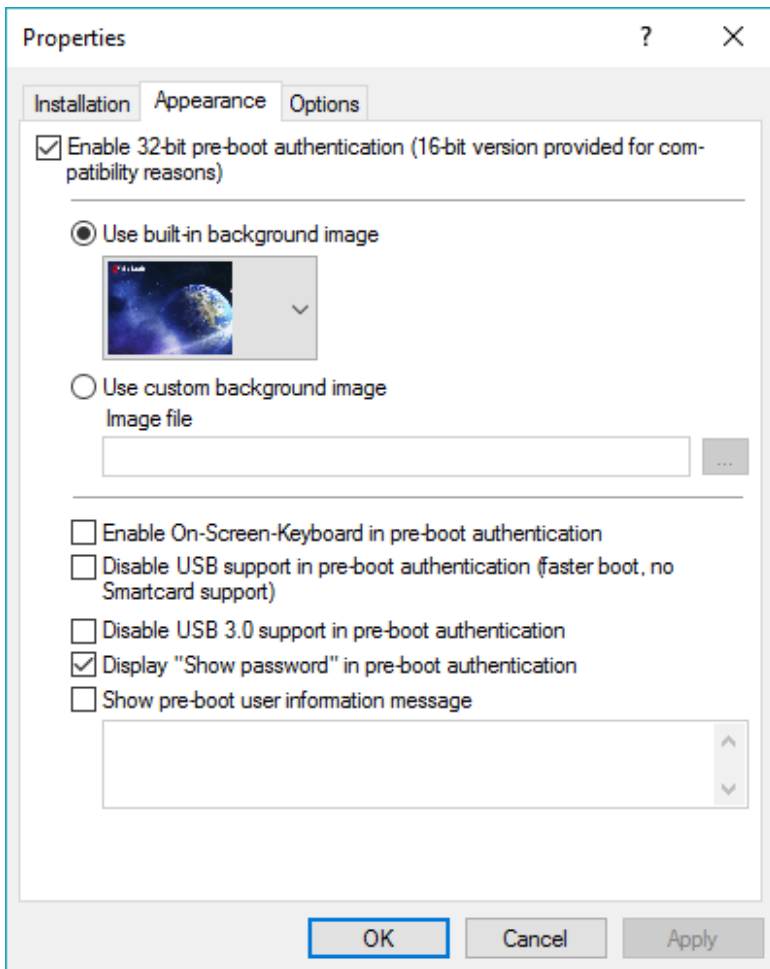 Properties
?
Installation
Appearance
Options
Enable 32-bit pre-boot authentication (16-bit version provided for com-
patibility reasons)
Use built-in background image
Use custom background image
Image file
...
Enable On-Screen-Keyboard in pre-boot authentication
Disable USB support in pre-boot authentication (faster boot, no
Smartcard support)
Disable USB 3.0 support in pre-boot authentication
Display "Show password" in pre-boot authentication
Show pre-boot user information message
OK
Cancel
Apply